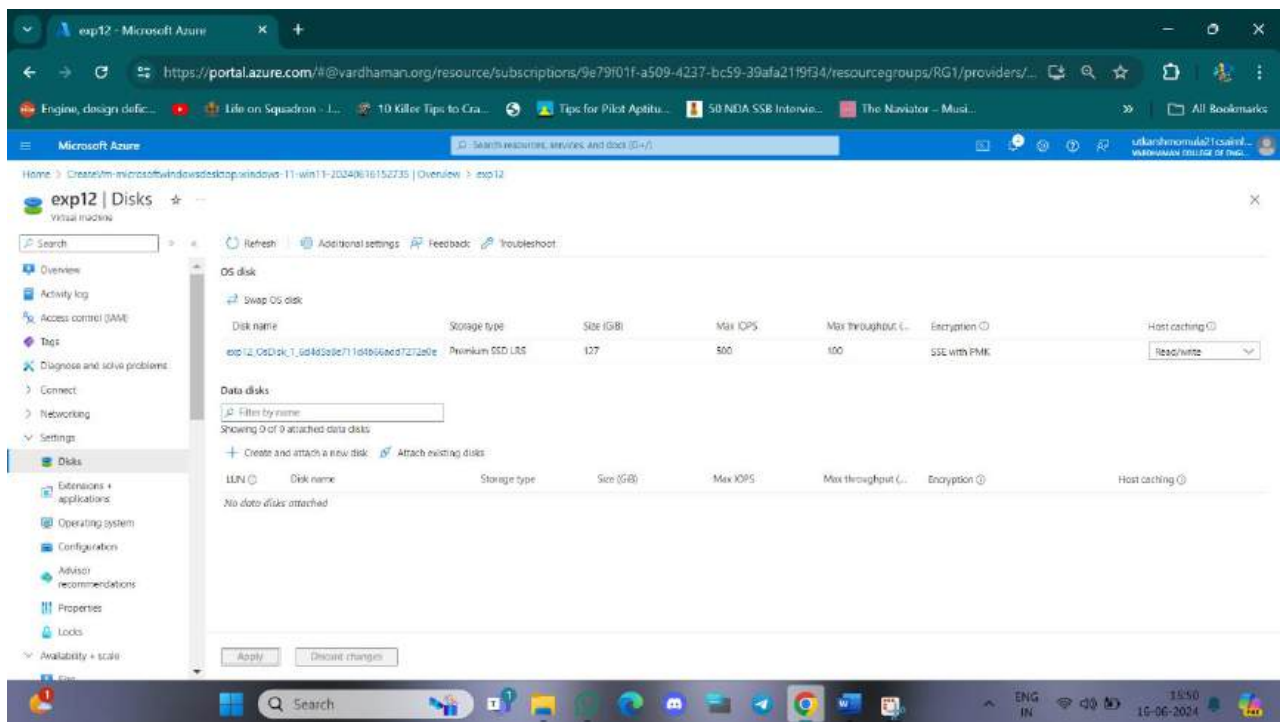 exp12 - Microsoft Azure
https://portal.azure.com/#@vardhaman.org/resource/subscriptions/9e79f01f-a509-4237-bc59-39afa21f9f34/resourcegroups/RG1/providers/...
Engine, design defic... Life on Squadron - J... 10 Killer Tips to Cra... Tips for Pilot Aptitu... 50 NDA SSB Intervie... The Naviator – Musi... » All Bookmarks
Microsoft Azure Search resources, services, and docs (G+/) utkarshmomula21csaiml...
VARDHAMAN COLLEGE OF ENGI...
Home > CreateVm-microsoftwindowsdesktop.windows-11-win11-20240616152735 | Overview > exp12
exp12 | Disks
Virtual machine
Search Refresh Additional settings Feedback Troubleshoot
Overview
Activity log
Access control (IAM)
Tags
Diagnose and solve problems
Connect
Networking
Settings
Disks
Extensions +
applications
Operating system
Configuration
Advisor
recommendations
Properties
Locks
Availability + scale
Size
OS disk
Swap OS disk
Disk name Storage type Size (GiB) Max IOPS Max throughput (... Encryption Host caching
Premium SSD LRS 127 500 100 SSE with PMK Read/write
Data disks
Filter by name
Showing 0 of 0 attached data disks
Create and attach a new disk Attach existing disks
LUN Disk name Storage type Size (GiB) Max IOPS Max throughput (... Encryption Host caching
No data disks attached
Apply Discard changes
Search ENG
IN 15:50
16-06-2024